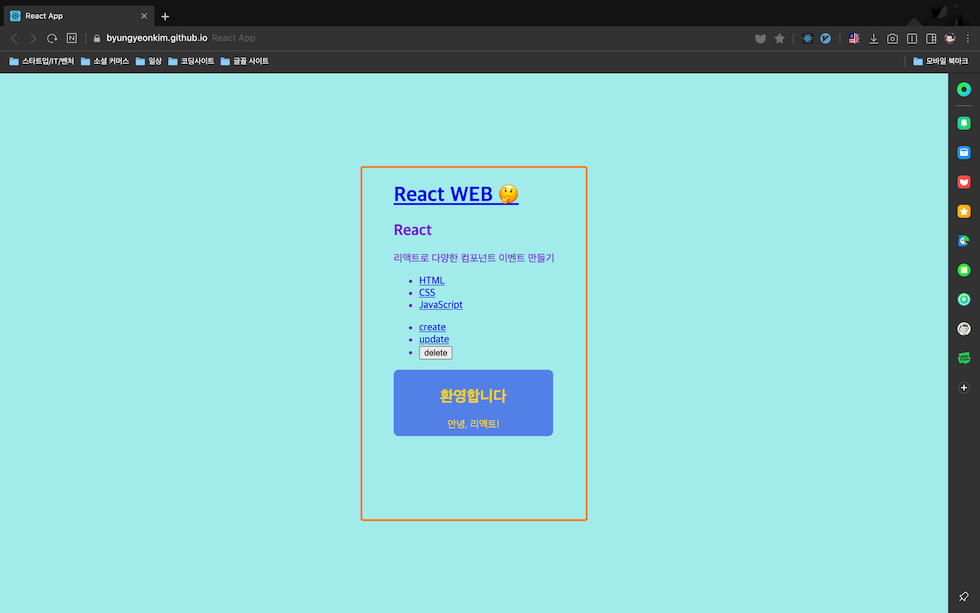 React App
byungyeonkim.github.io React App
스타트업/IT/벤처 소셜 커머스 일상 코딩사이트 글꼴 사이트 모바일 북마크
React WEB 🤔
React
리액트로 다양한 컴포넌트 이벤트 만들기
HTML
CSS
JavaScript
create
update
delete
환영합니다
안녕, 리액트!